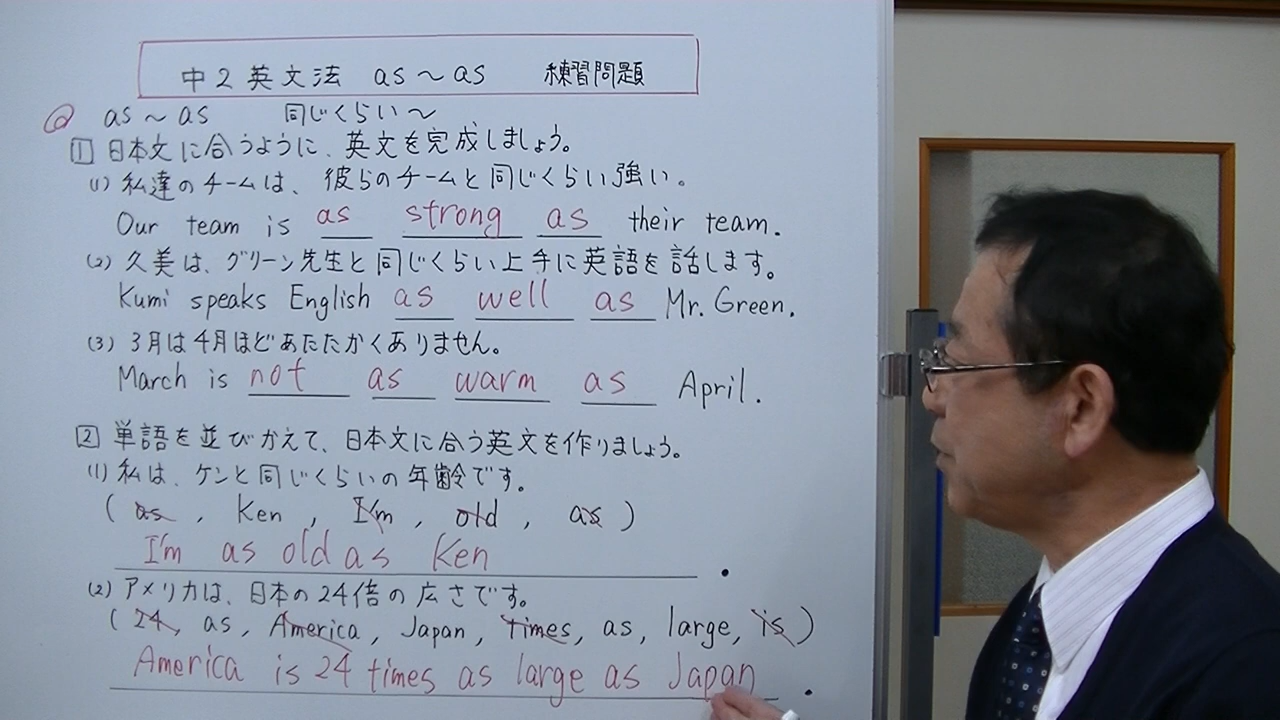 中2英文法 as～as 練習問題
◎ as～as 同じくらい～
1 日本文に合うように、英文を完成しましょう。
(1) 私達のチームは、彼らのチームと同じくらい強い。
Our team is as strong as their team.
(2) 久美は、グリーン先生と同じくらい上手に英語を話します。
Kumi speaks English as well as Mr. Green.
(3) 3月は4月ほどあたたかくありません。
March is not as warm as April.
2 単語を並びかえて、日本文に合う英文を作りましょう。
(1) 私は、ケンと同じくらいの年齢です。
( as , Ken , I'm , old , as )
I'm as old as Ken .
(2) アメリカは、日本の24倍の広さです。
( 24, as, America, Japan, times, as, large, is )
America is 24 times as large as Japan .